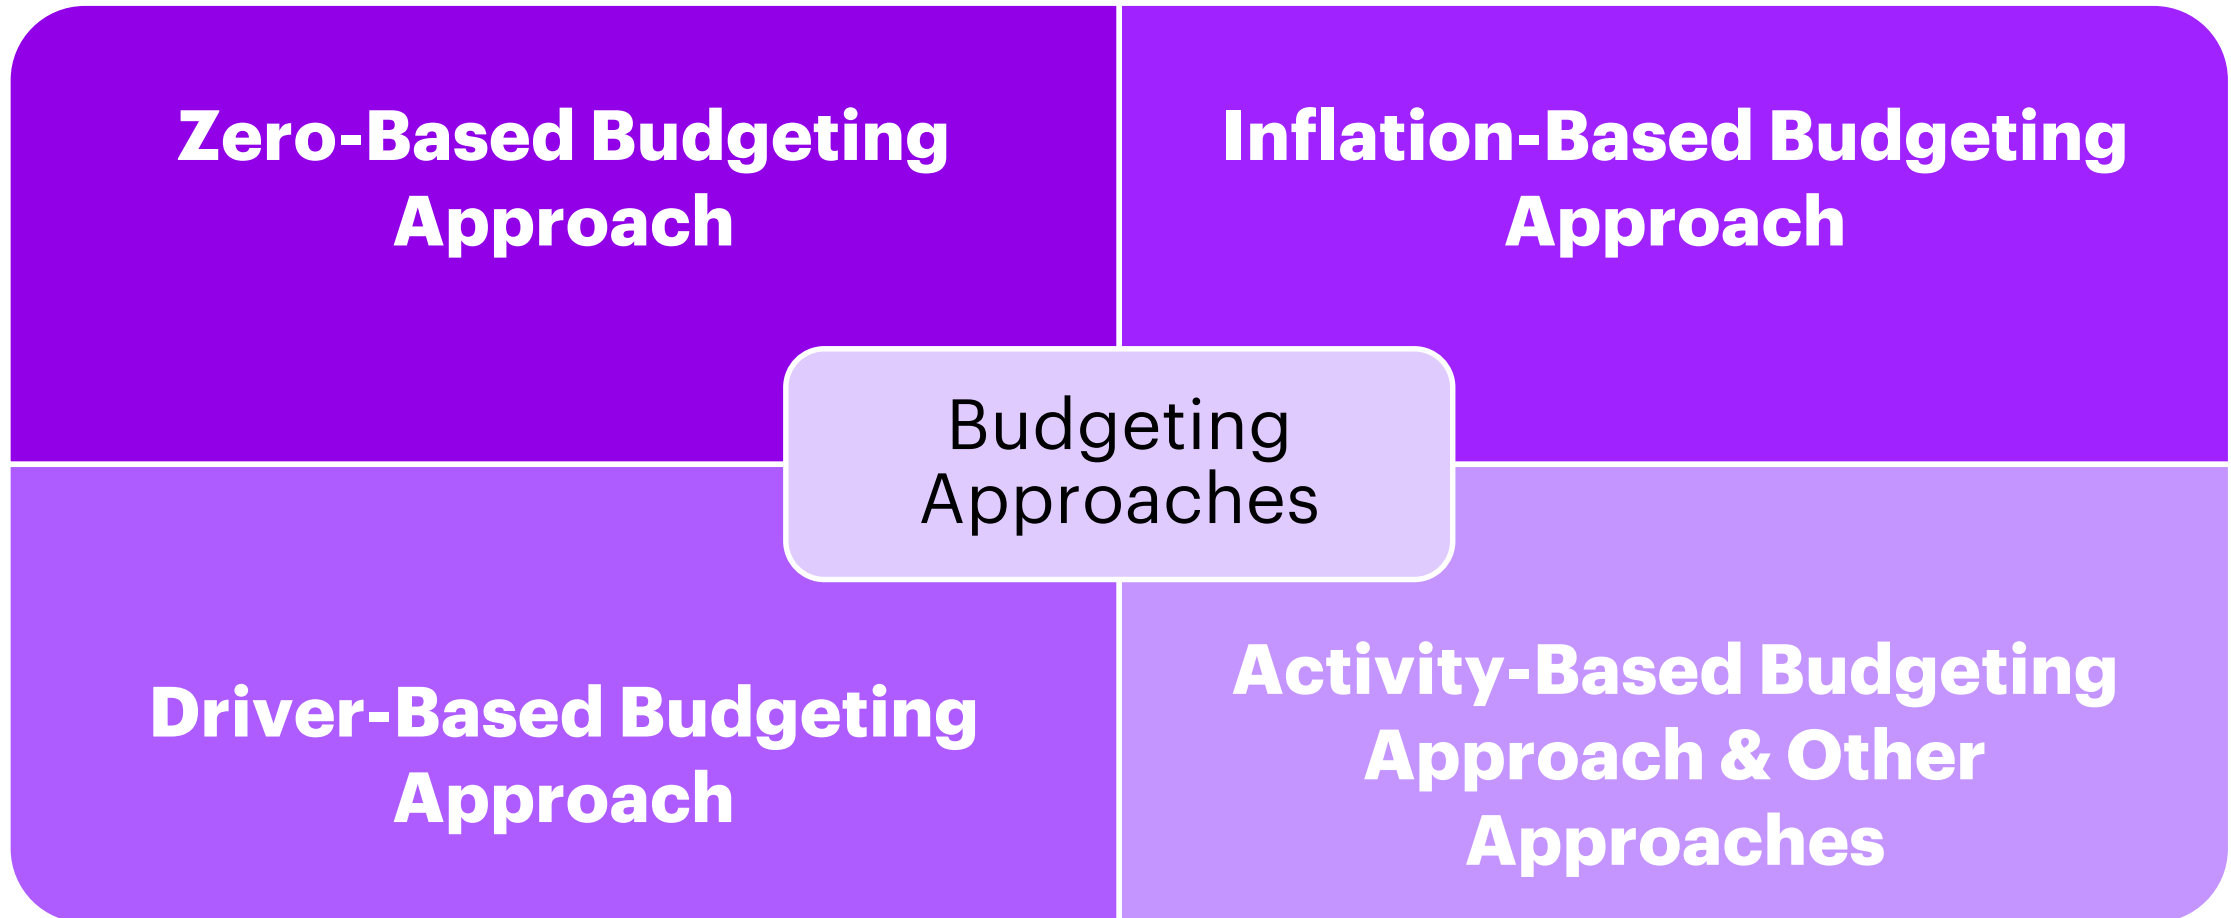 Zero-Based Budgeting
Approach
Inflation-Based Budgeting
Approach
Budgeting
Approaches
Driver-Based Budgeting
Approach
Activity-Based Budgeting
Approach & Other
Approaches